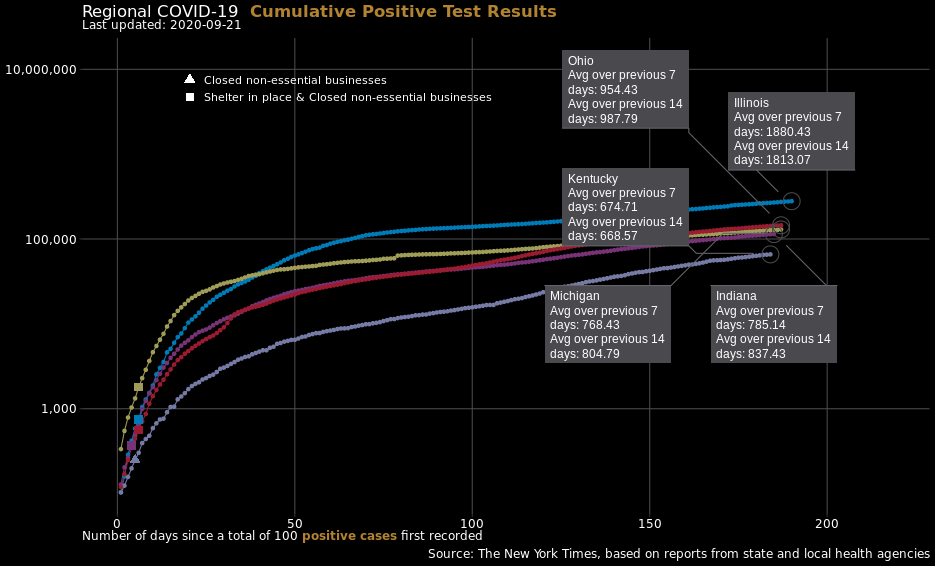 Regional COVID-19 Cumulative Positive Test Results
Last updated: 2020-09-21
10,000,000
100,000
1,000
Closed non-essential businesses
Shelter in place & Closed non-essential businesses
Ohio
Avg over previous 7
days: 954.43
Avg over previous 14
days: 987.79
Illinois
Avg over previous 7
days: 1880.43
Avg over previous 14
days: 1813.07
Kentucky
Avg over previous 7
days: 674.71
Avg over previous 14
days: 668.57
Michigan
Avg over previous 7
days: 768.43
Avg over previous 14
days: 804.79
Indiana
Avg over previous 7
days: 785.14
Avg over previous 14
days: 837.43
0 50 100 150 200
Number of days since a total of 100 positive cases first recorded
Source: The New York Times, based on reports from state and local health agencies